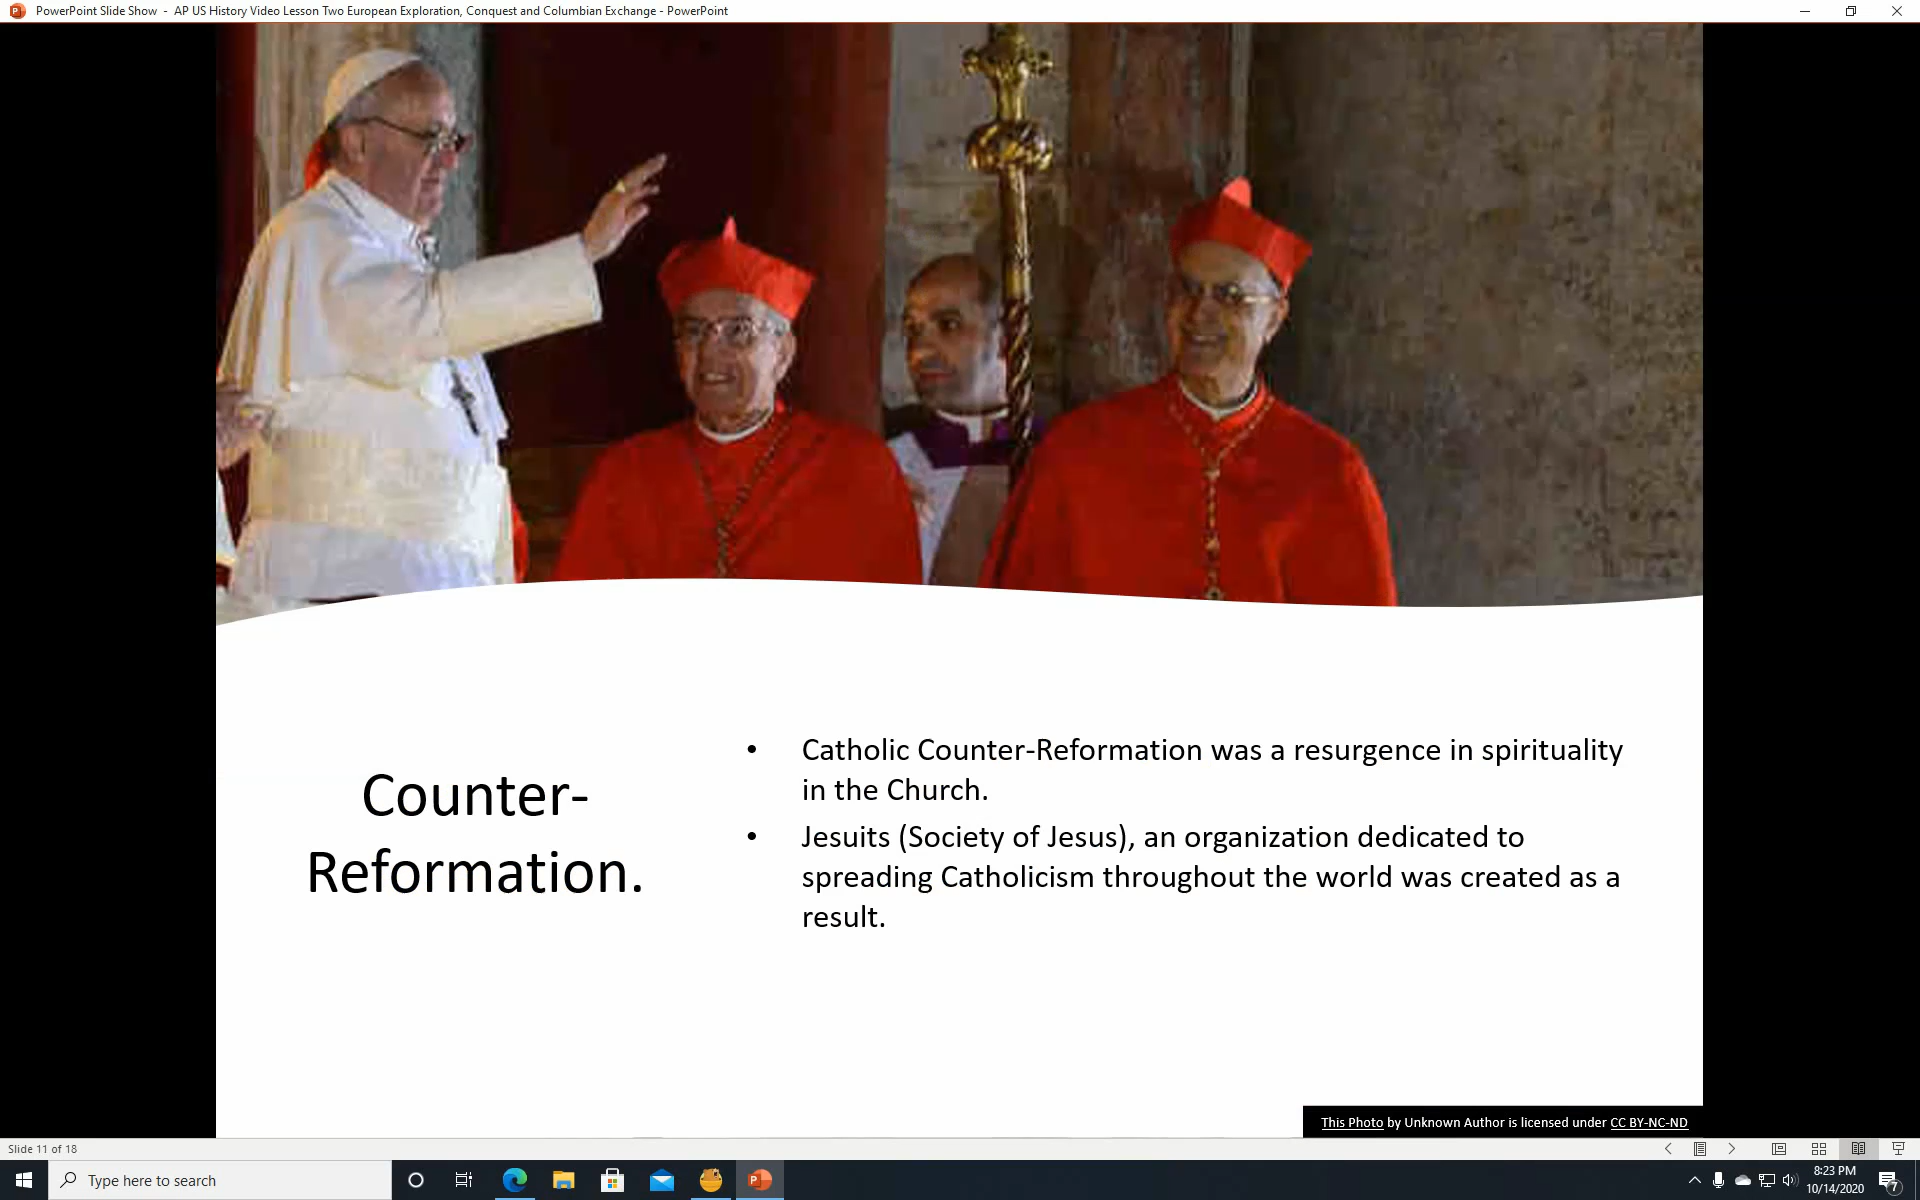 PowerPoint Slide Show - AP US History Video Lesson Two European Exploration, Conquest and Columbian Exchange - PowerPoint
Counter-
Reformation.
• Catholic Counter-Reformation was a resurgence in spirituality
in the Church.
• Jesuits (Society of Jesus), an organization dedicated to
spreading Catholicism throughout the world was created as a
result.
This Photo by Unknown Author is licensed under CC BY-NC-ND
Slide 11 of 18
Type here to search
8:23 PM
10/14/2020
7